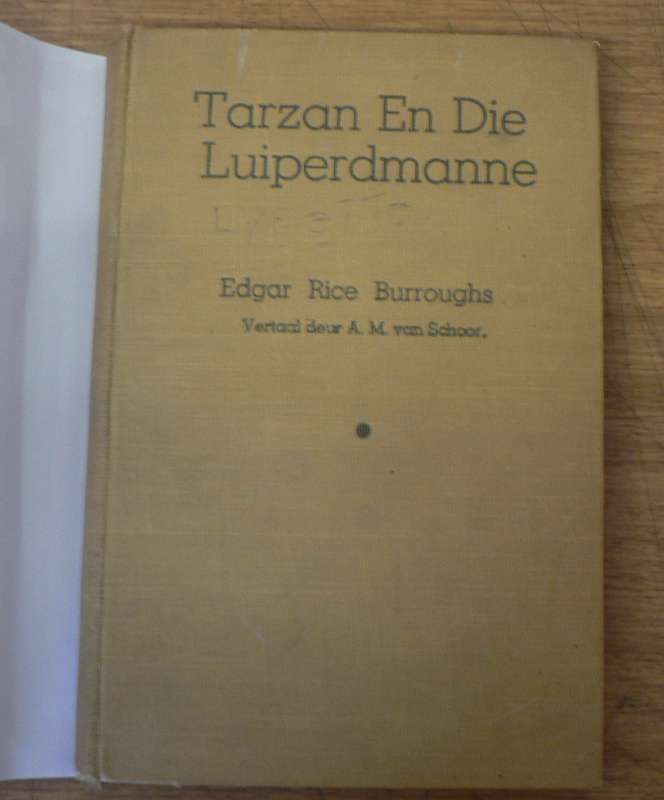 Tarzan En Die
Luiperdmanne
Edgar Rice Burroughs
Vertaal deur A. M. van Schoor.